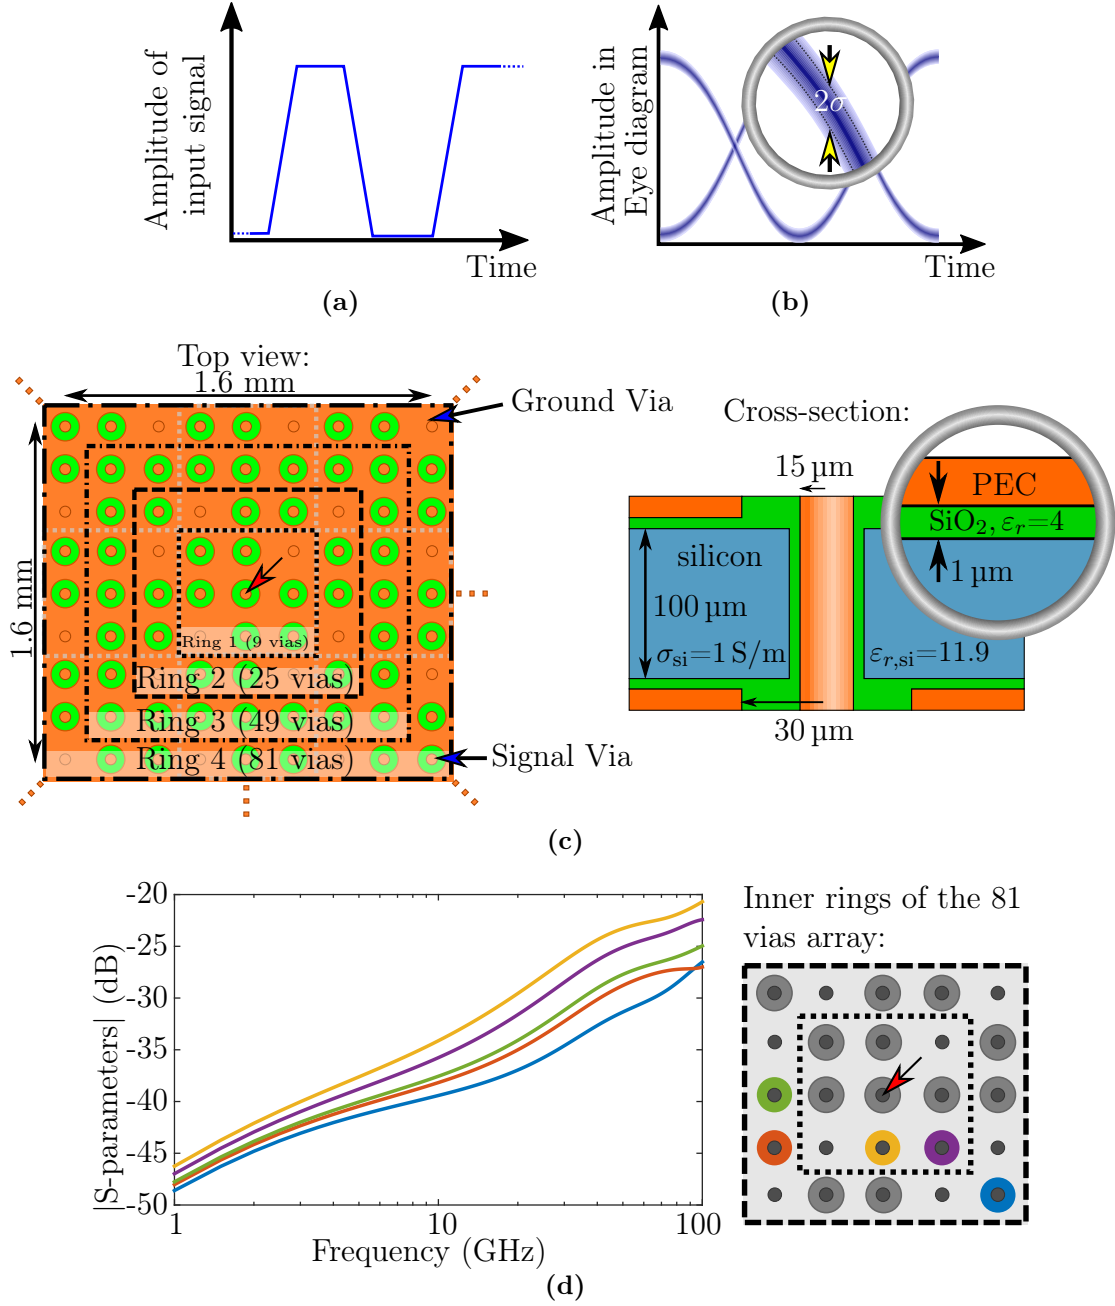 Amplitude of
input signal
Time
(a)
Amplitude in
Eye diagram
2σ
Time
(b)
Top view:
1.6 mm
1.6 mm
Ground Via
Ring 1 (9 vias)
Ring 2 (25 vias)
Ring 3 (49 vias)
Ring 4 (81 vias)
Signal Via
Cross-section:
15 µm
PEC
SiO₂, εᵣ=4
1 µm
silicon
100 µm
σ_si=1 S/m
ε_r,si=11.9
30 µm
(c)
|S-parameters| (dB)
-20
-25
-30
-35
-40
-45
-50
1
10
100
Frequency (GHz)
Inner rings of the 81
vias array:
(d)